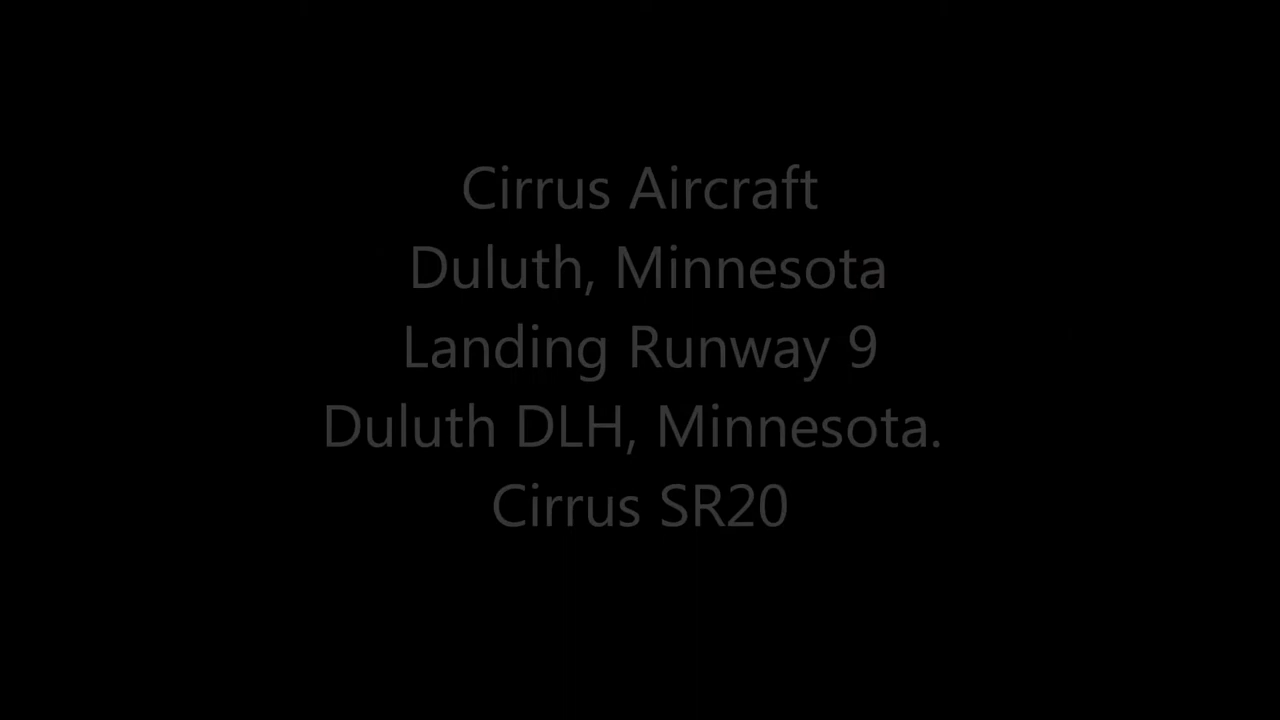 Cirrus Aircraft
Duluth, Minnesota
Landing Runway 9
Duluth DLH, Minnesota.
Cirrus SR20